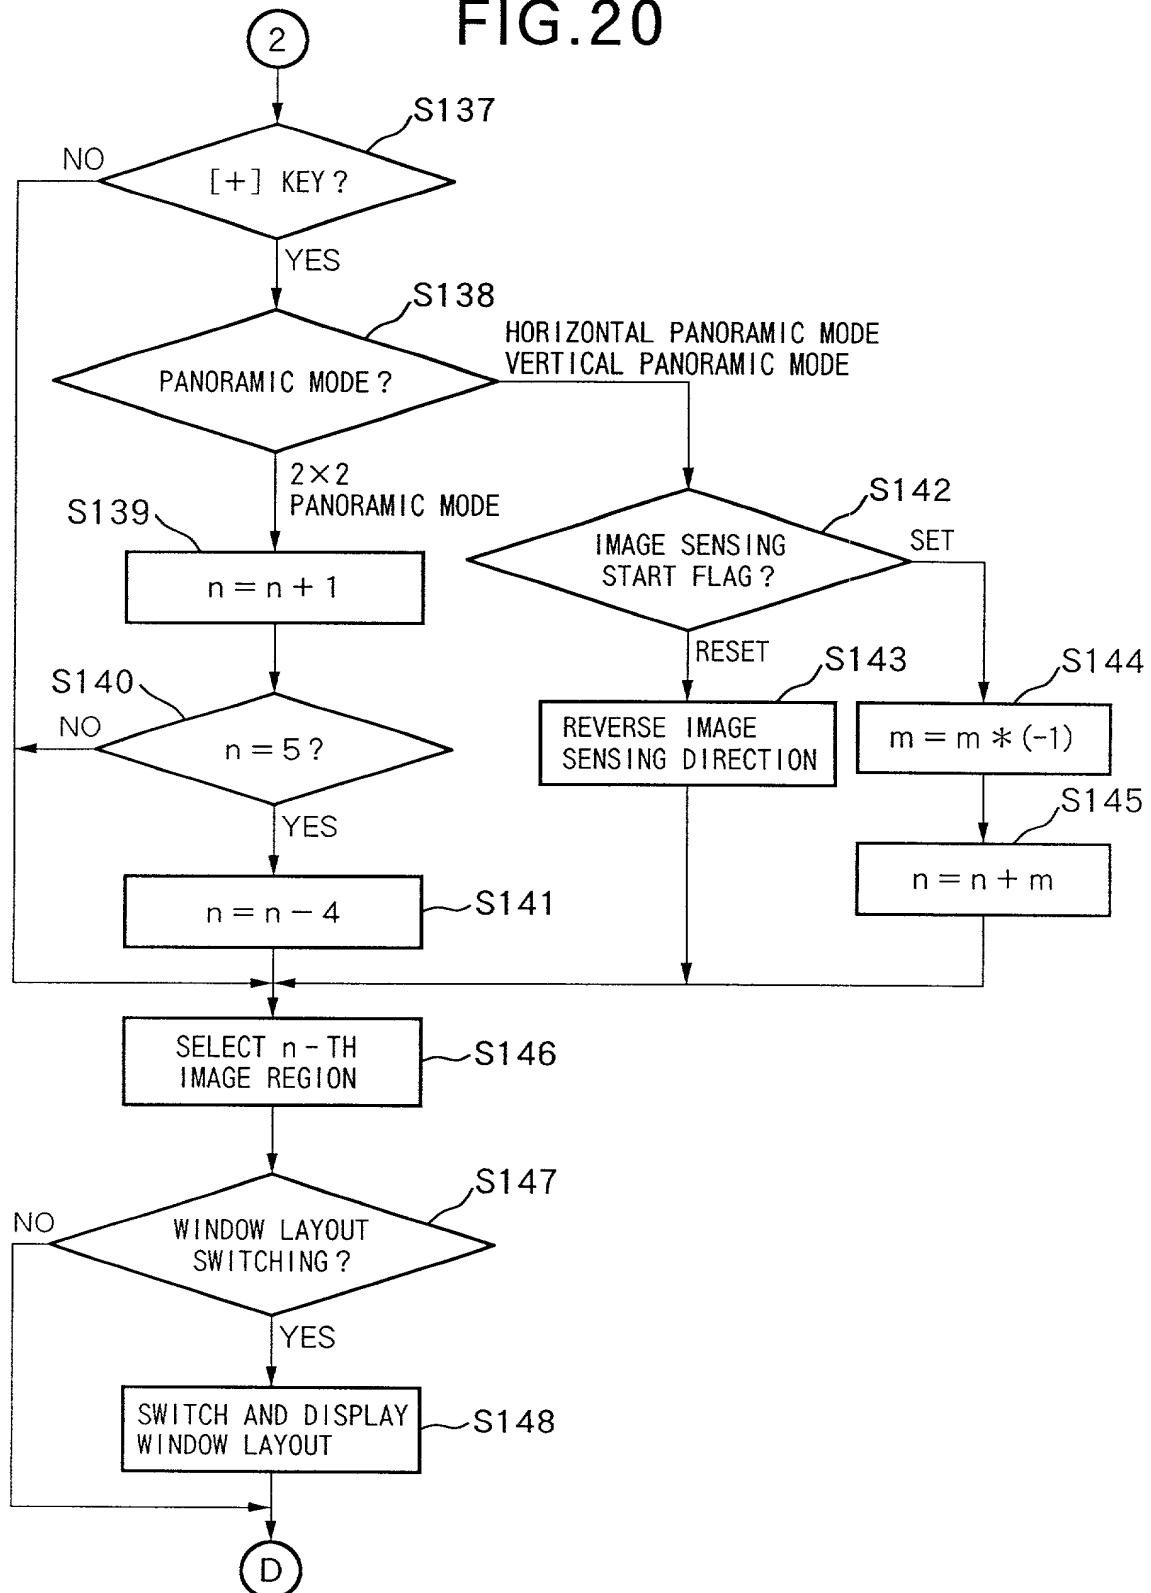 FIG.20
2
S137
NO
[+] KEY?
YES
S138
HORIZONTAL PANORAMIC MODE
VERTICAL PANORAMIC MODE
PANORAMIC MODE?
2×2
PANORAMIC MODE
S139
n=n+1
S142
SET
IMAGE SENSING
START FLAG?
RESET
S140
NO
n=5?
YES
S143
REVERSE IMAGE
SENSING DIRECTION
S144
m=m*(-1)
S145
n=n+m
n=n-4
S141
SELECT n-TH
IMAGE REGION
S146
S147
NO
WINDOW LAYOUT
SWITCHING?
YES
SWITCH AND DISPLAY
WINDOW LAYOUT
S148
D